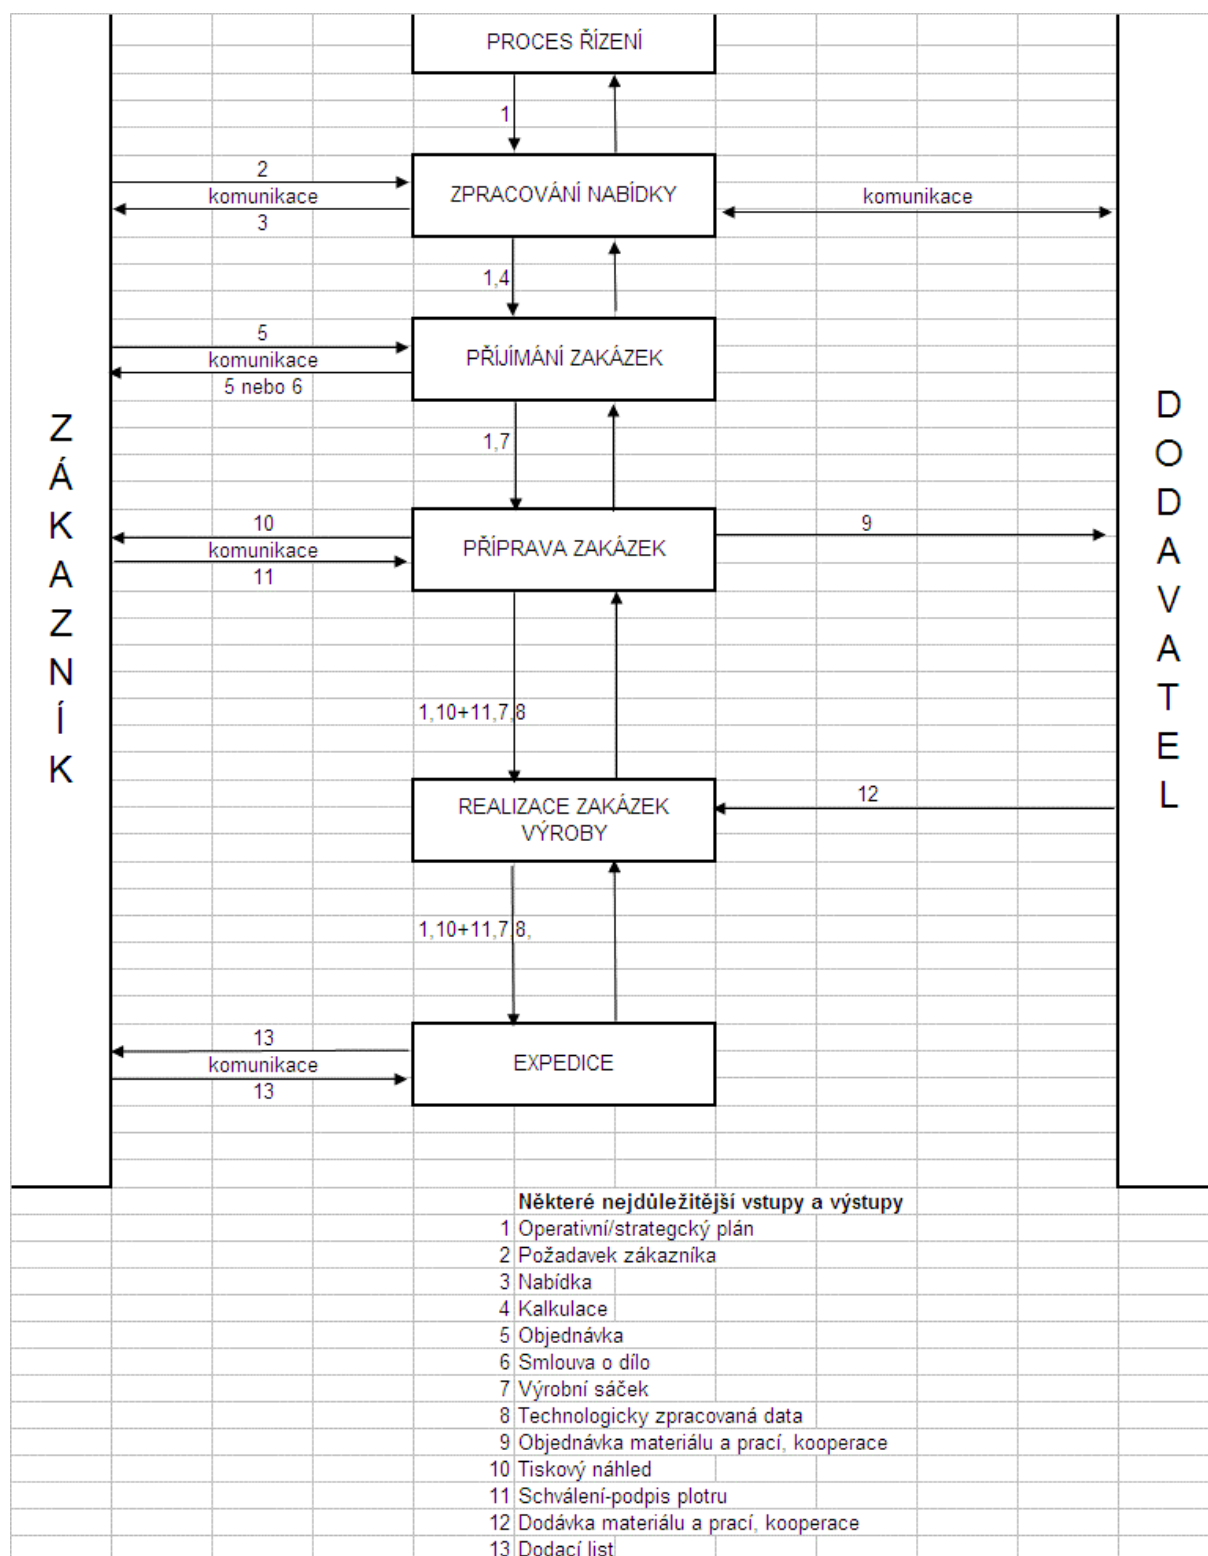 PROCES ŘÍZENÍ
1
2
komunikace
3
ZPRACOVÁNÍ NABÍDKY
komunikace
1,4
5
komunikace
5 nebo 6
PŘÍJÍMÁNÍ ZAKÁZEK
1,7
10
komunikace
11
PŘÍPRAVA ZAKÁZEK
9
1,10+11,7,8
REALIZACE ZAKÁZEK
VÝROBY
12
1,10+11,7,8,
13
komunikace
13
EXPEDICE
Z
Á
K
A
Z
N
Í
K
D
O
D
A
V
A
T
E
L
Některé nejdůležitější vstupy a výstupy
1 Operativní/strategcký plán
2 Požadavek zákazníka
3 Nabídka
4 Kalkulace
5 Objednávka
6 Smlouva o dílo
7 Výrobní sáček
8 Technologicky zpracovaná data
9 Objednávka materiálu a prací, kooperace
10 Tiskový náhled
11 Schválení-podpis plotru
12 Dodávka materiálu a prací, kooperace
13 Dodací list